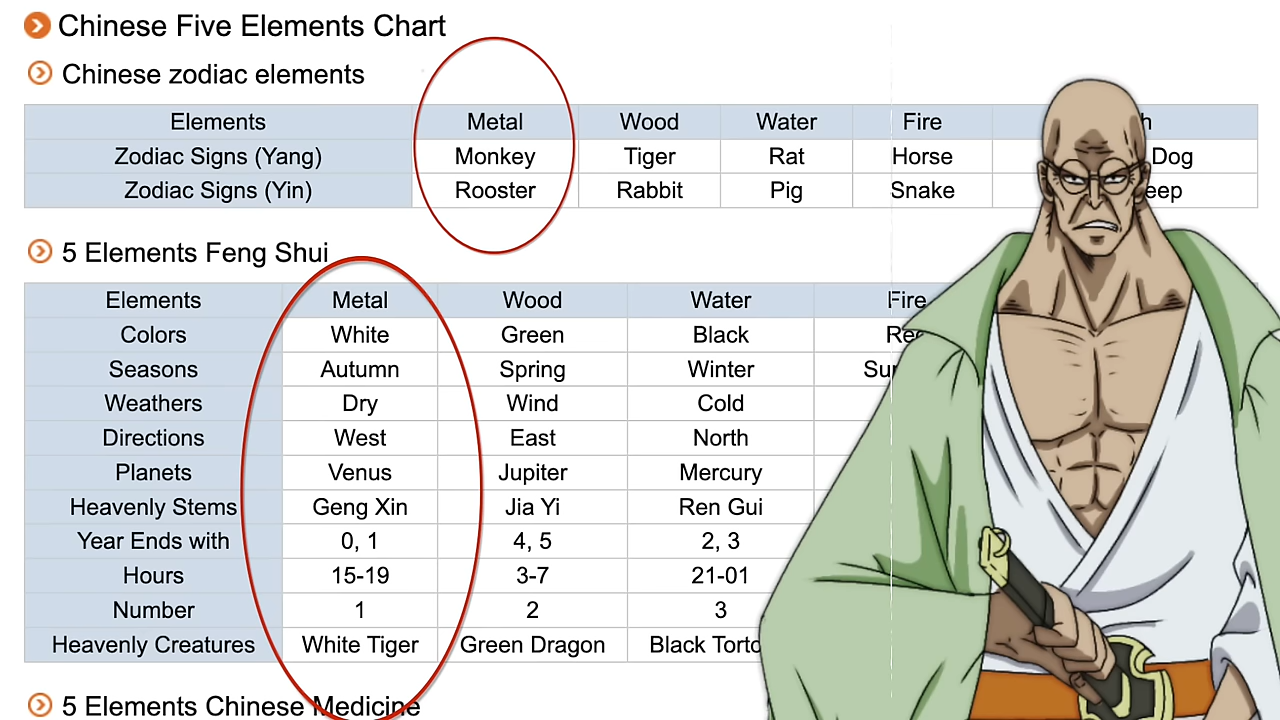 Chinese Five Elements Chart
Chinese zodiac elements
Elements Metal Wood Water Fire
Zodiac Signs (Yang) Monkey Tiger Rat Horse Dog
Zodiac Signs (Yin) Rooster Rabbit Pig Snake
5 Elements Feng Shui
Elements Metal Wood Water Fire
Colors White Green Black
Seasons Autumn Spring Winter
Weathers Dry Wind Cold
Directions West East North
Planets Venus Jupiter Mercury
Heavenly Stems Geng Xin Jia Yi Ren Gui
Year Ends with 0, 1 4, 5 2, 3
Hours 15-19 3-7 21-01
Number 1 2 3
Heavenly Creatures White Tiger Green Dragon Black
5 Elements Chinese Medicine